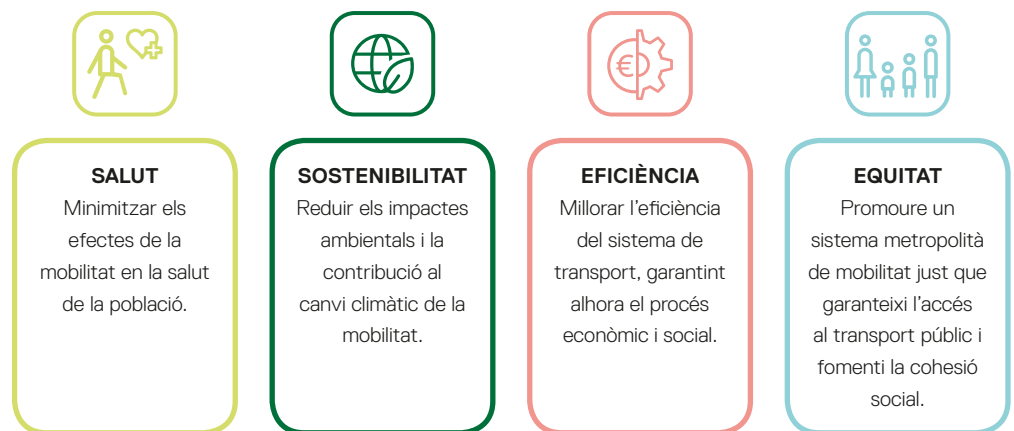 €
SALUT
Minimitzar els
efectes de la
mobilitat en la salut
de la població.
SOSTENIBILITAT
Reduir els impactes
ambientals i la
contribució al
canvi climàtic de la
mobilitat.
EFICIÈNCIA
Millorar l’eficiència
del sistema de
transport, garantint
alhora el procés
econòmic i social.
EQUITAT
Promoure un
sistema metropolità
de mobilitat just que
garanteixi l’accés
al transport públic i
fomenti la cohesió
social.